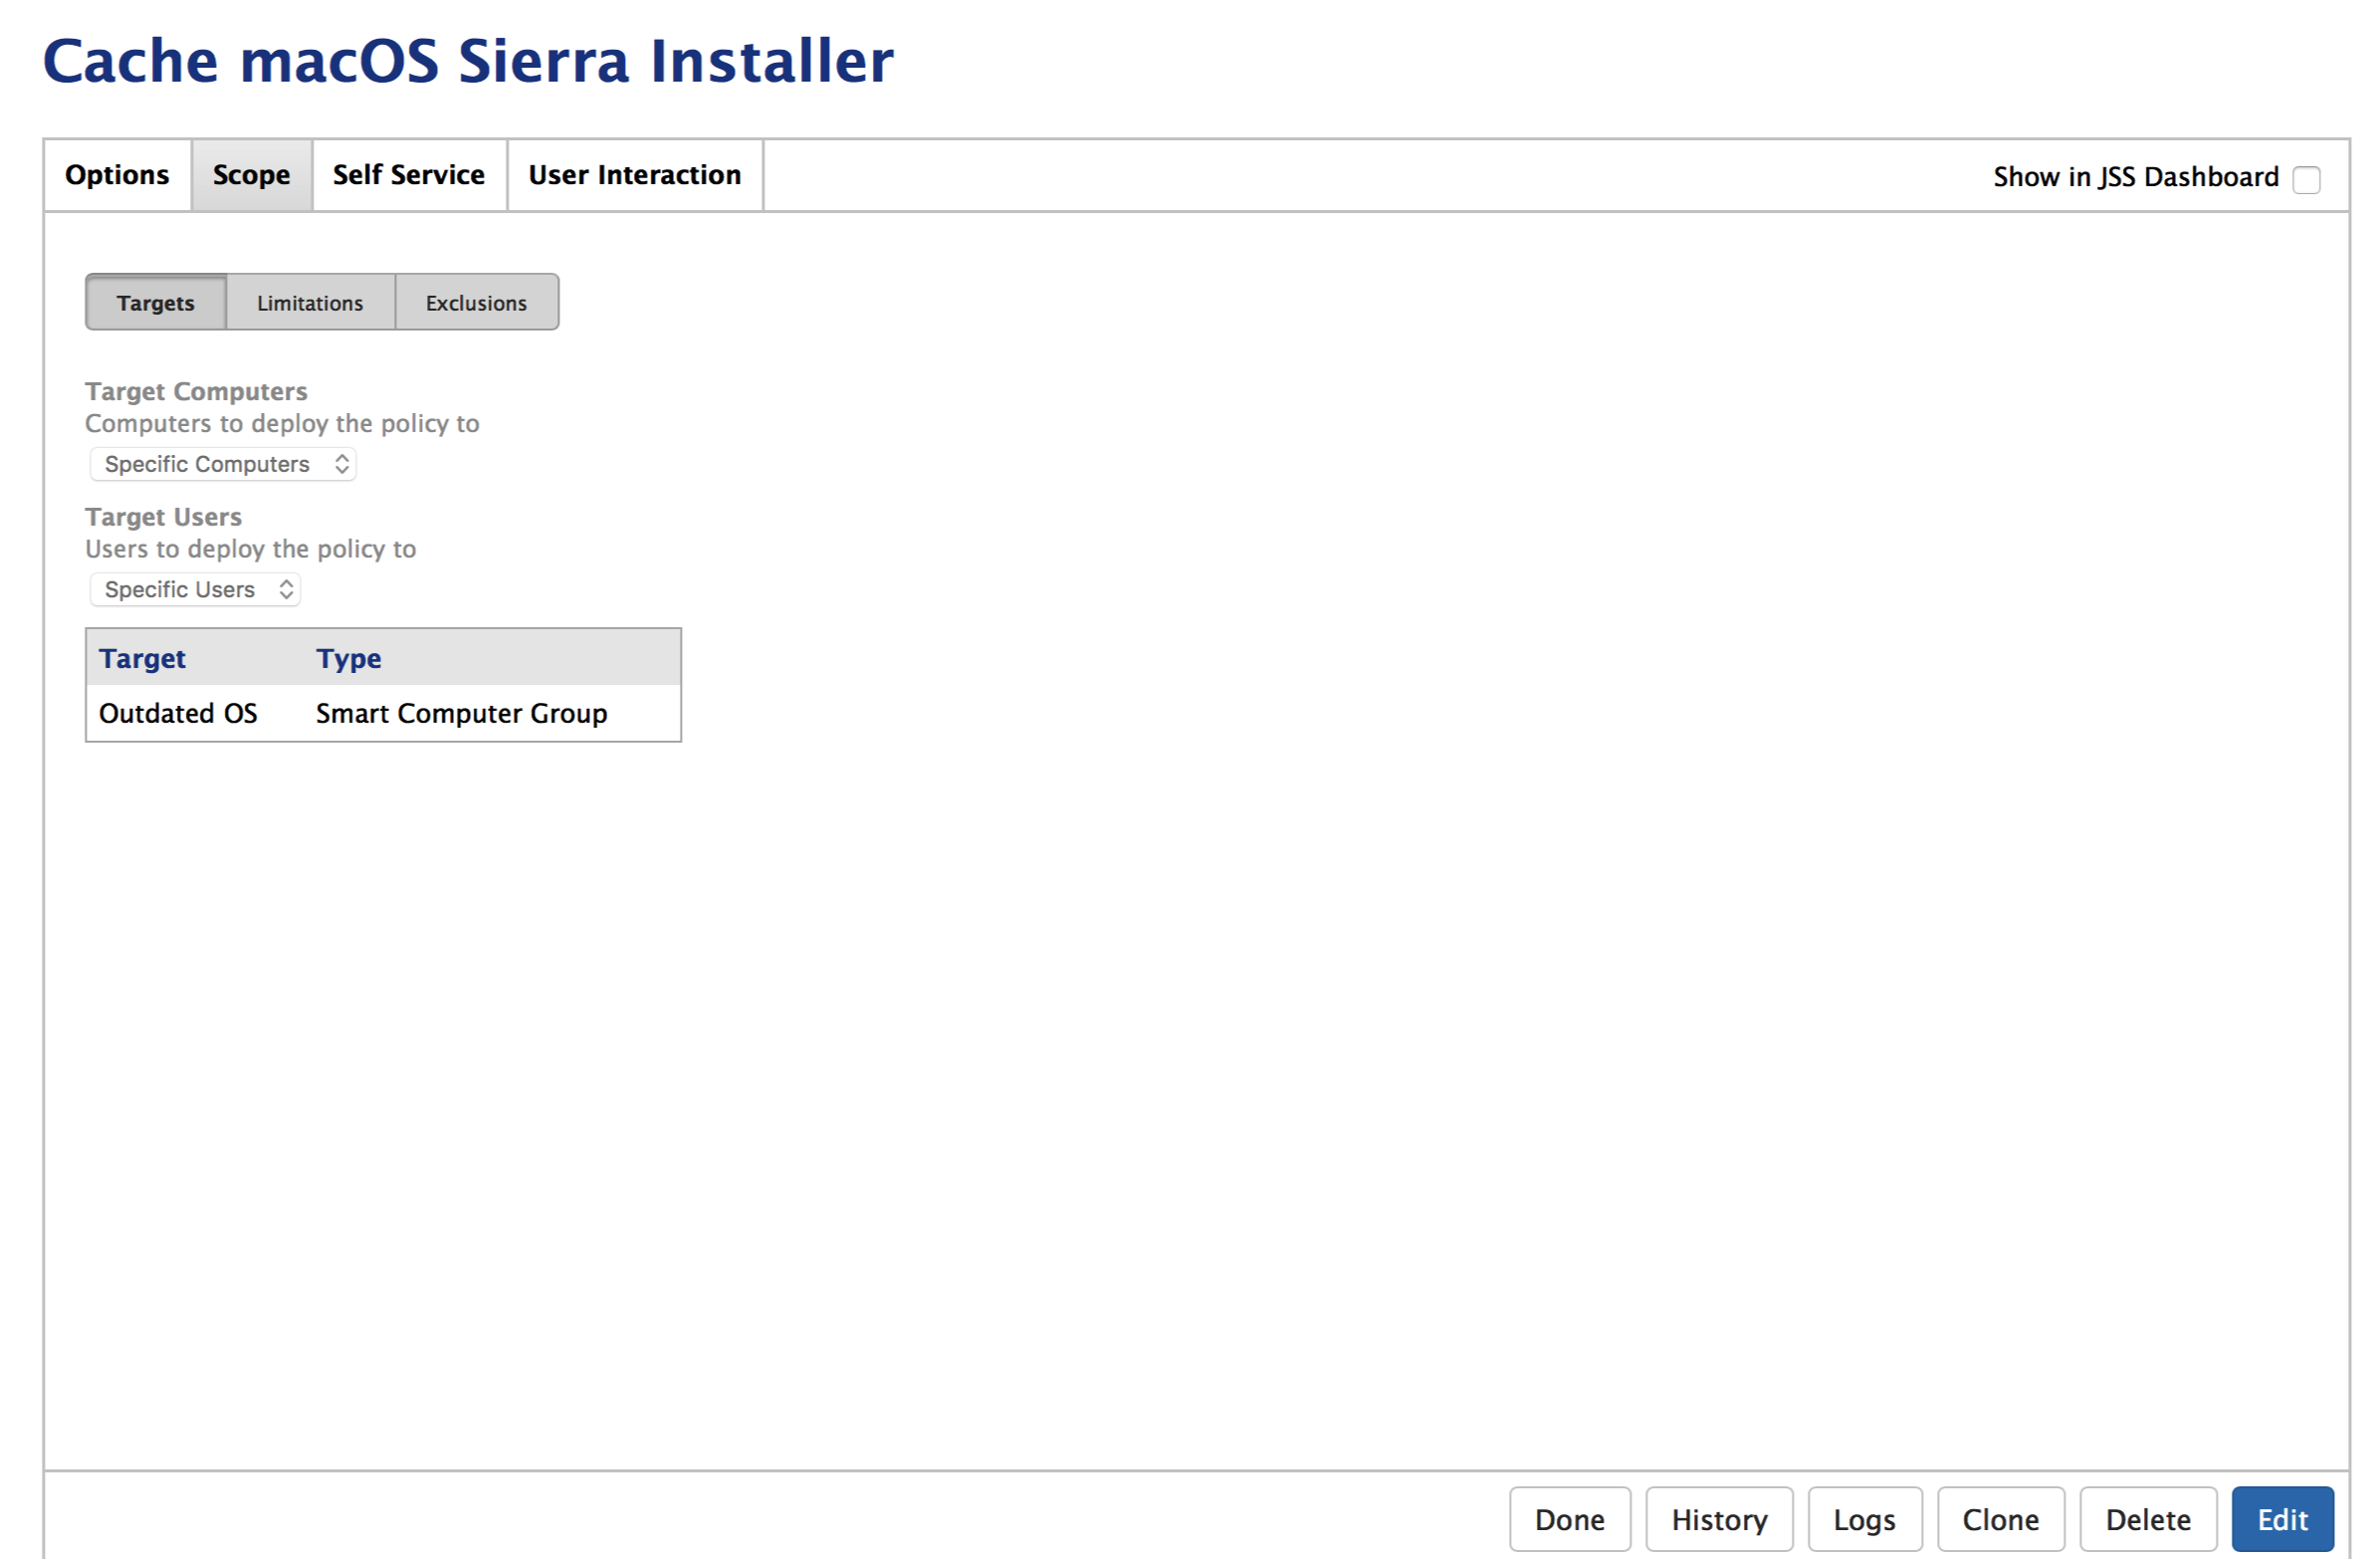 Cache macOS Sierra Installer
Options Scope Self Service User Interaction Show in JSS Dashboard
Targets Limitations Exclusions
Target Computers
Computers to deploy the policy to
Specific Computers
Target Users
Users to deploy the policy to
Specific Users
Target Type
Outdated OS Smart Computer Group
Done History Logs Clone Delete Edit